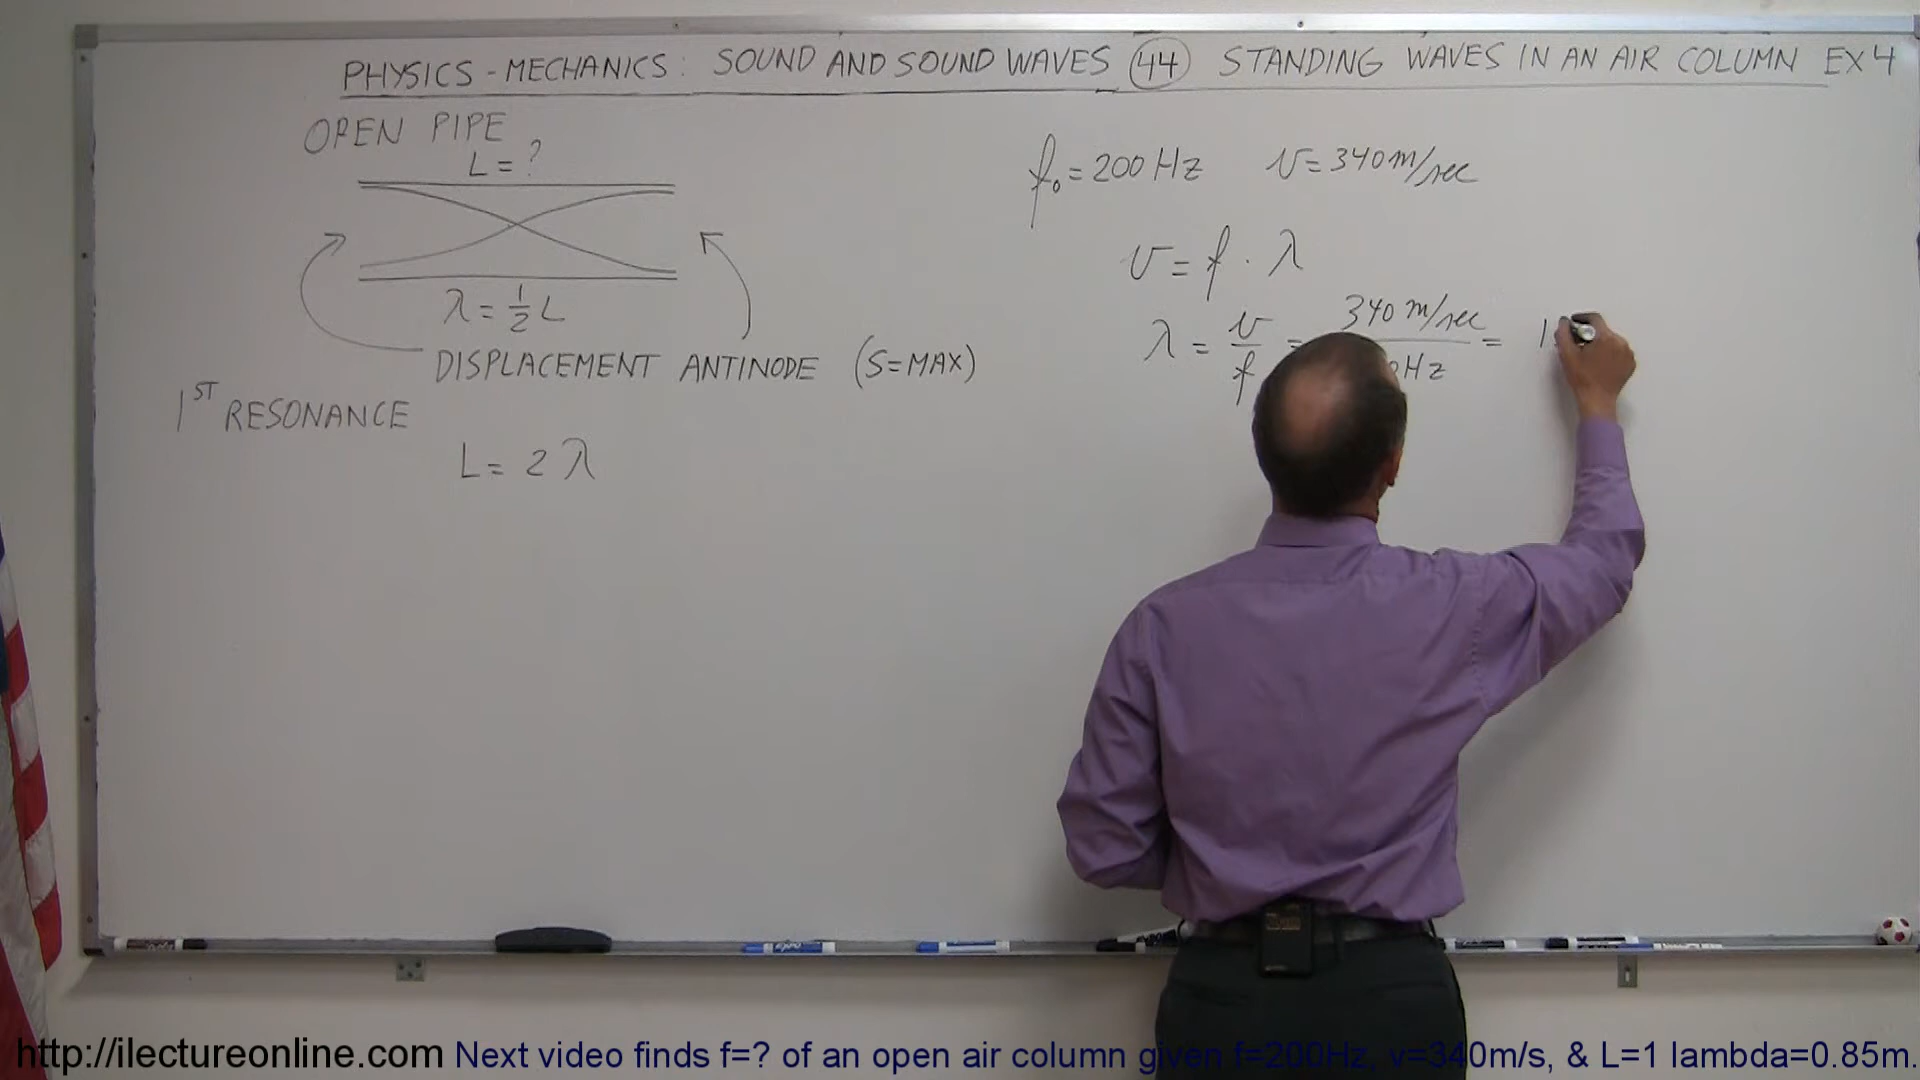 PHYSICS - MECHANICS: SOUND AND SOUND WAVES 44 STANDING WAVES IN AN AIR COLUMN EX 4
OPEN PIPE
L = ?
λ = 1/2 L
DISPLACEMENT ANTINODE (S=MAX)
1ST RESONANCE
L = 2 λ
f₀ = 200 Hz v = 340 m/sec
v = f · λ
λ = v/f = 340 m/sec / Hz = 1
http://ilectureonline.com Next video finds f=? of an open air column given f=200Hz, v=340m/s, & L=1 lambda=0.85m.